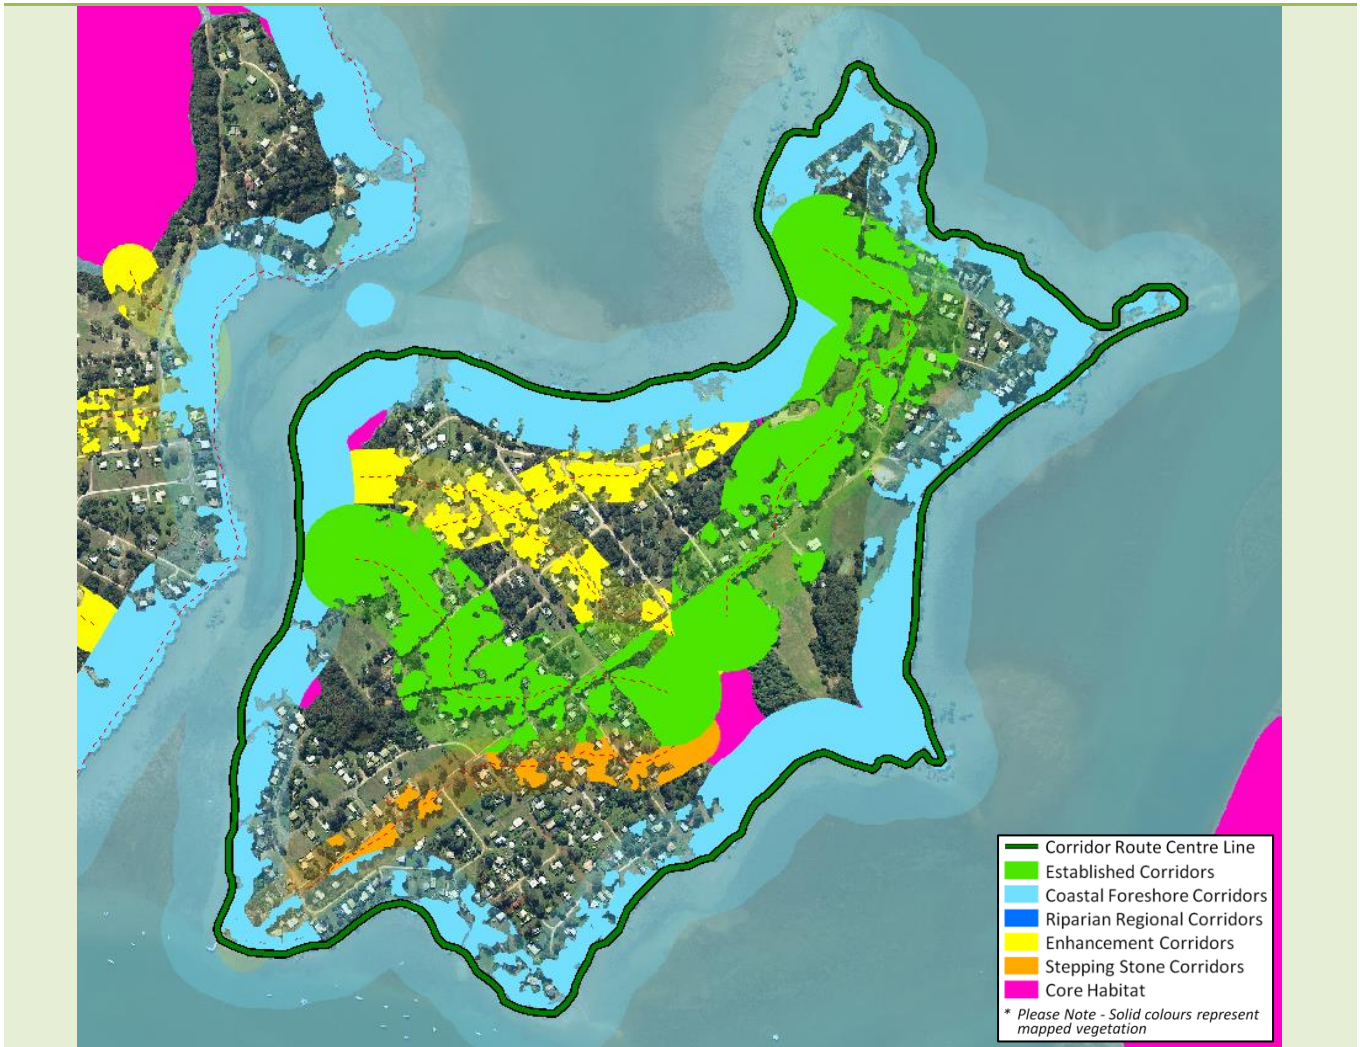 Corridor Route Centre Line
Established Corridors
Coastal Foreshore Corridors
Riparian Regional Corridors
Enhancement Corridors
Stepping Stone Corridors
Core Habitat
* Please Note - Solid colours represent
mapped vegetation